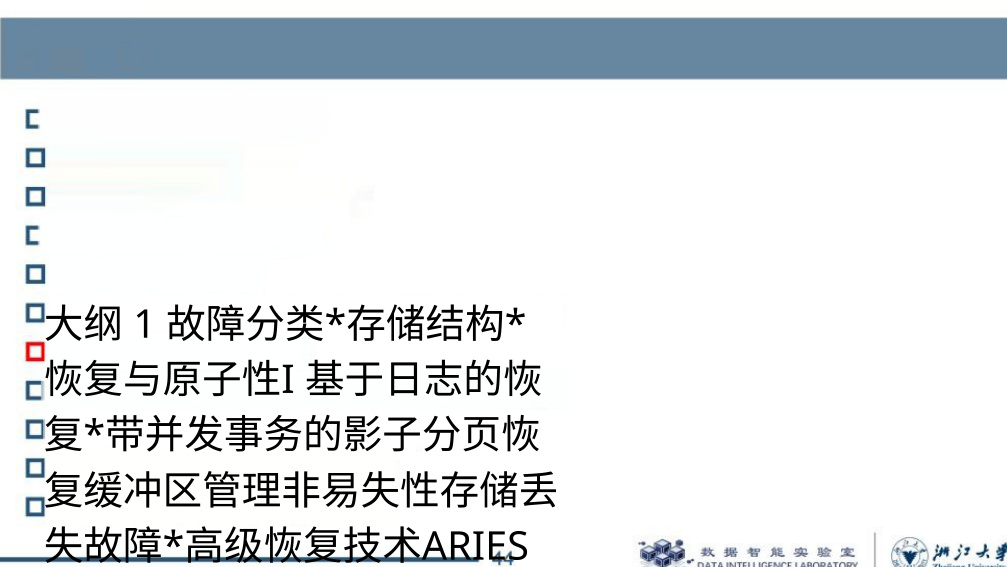 大纲 1 故障分类*存储结构*
恢复与原子性I 基于日志的恢
复*带并发事务的影子分页恢
复缓冲区管理非易失性存储丢
失故障*高级恢复技术ARIES
44
数据智能实验室
DATA INTELLIGENCE LABORATORY
浙江大学
Zhejiang University